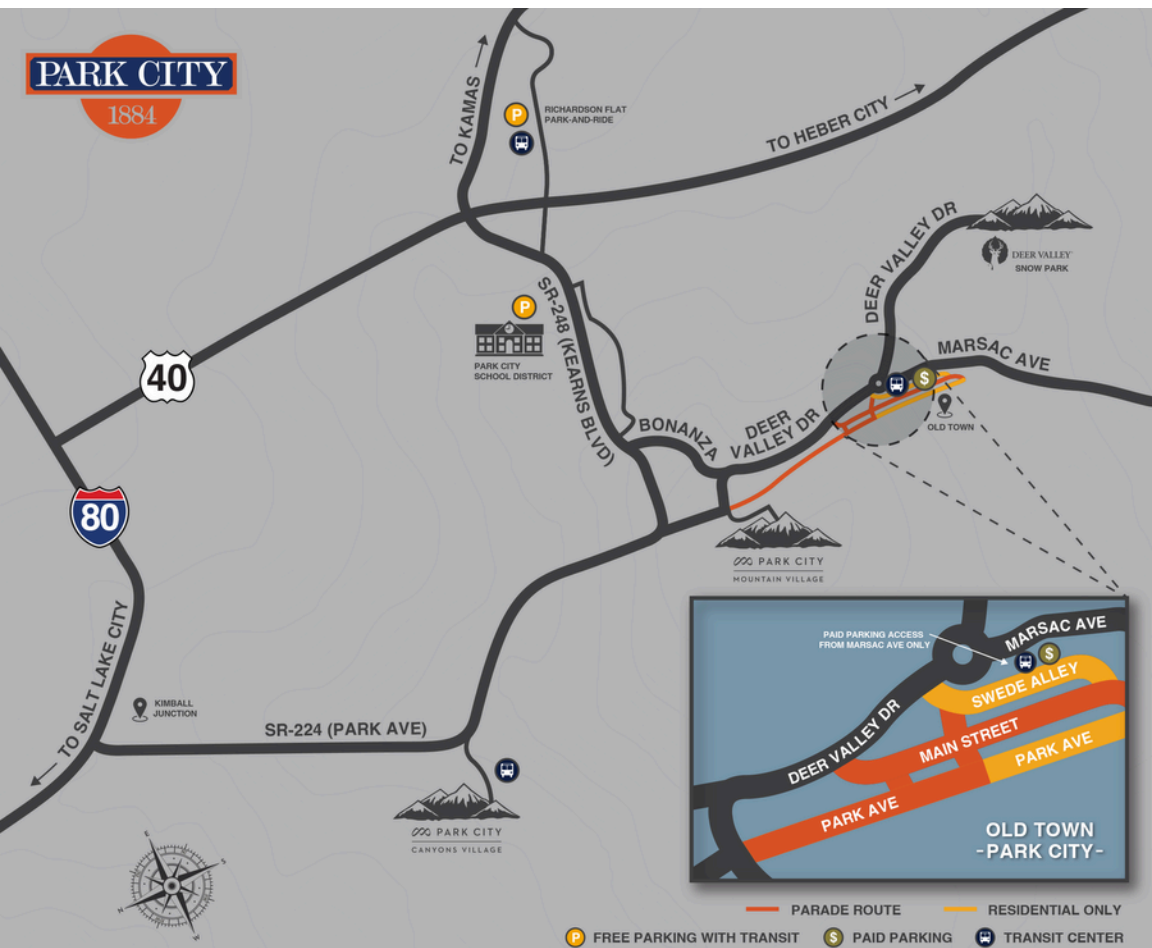 PARK CITY
1884
TO KAMAS
RICHARDSON FLAT
PARK-AND-RIDE
TO HEBER CITY
DEER VALLEY DR
DEER VALLEY
SNOW PARK
SR-248 (KEARNS BLVD)
PARK CITY
SCHOOL DISTRICT
40
MARSAC AVE
OLD TOWN
BONANZA
DEER
VALLEY DR
80
PARK CITY
MOUNTAIN VILLAGE
TO SALT LAKE CITY
KIMBALL
JUNCTION
SR-224 (PARK AVE)
PARK CITY
CANYONS VILLAGE
E
S
N
W
PAID PARKING ACCESS
FROM MARSAC AVE ONLY
MARSAC AVE
$
SWEDE ALLEY
DEER VALLEY DR
MAIN STREET
PARK AVE
PARK AVE
OLD TOWN
-PARK CITY-
PARADE ROUTE
RESIDENTIAL ONLY
P FREE PARKING WITH TRANSIT
$ PAID PARKING
TRANSIT CENTER